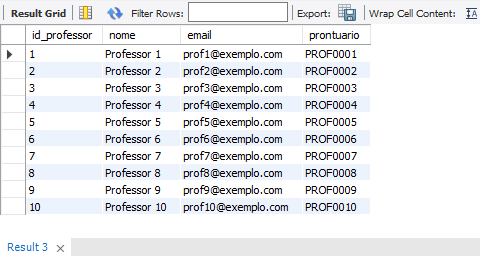 Result Grid Filter Rows: Export: Wrap Cell Content:
id_professor nome email prontuario
1 Professor 1 prof1@exemplo.com PROF0001
2 Professor 2 prof2@exemplo.com PROF0002
3 Professor 3 prof3@exemplo.com PROF0003
4 Professor 4 prof4@exemplo.com PROF0004
5 Professor 5 prof5@exemplo.com PROF0005
6 Professor 6 prof6@exemplo.com PROF0006
7 Professor 7 prof7@exemplo.com PROF0007
8 Professor 8 prof8@exemplo.com PROF0008
9 Professor 9 prof9@exemplo.com PROF0009
10 Professor 10 prof10@exemplo.com PROF0010
Result 3